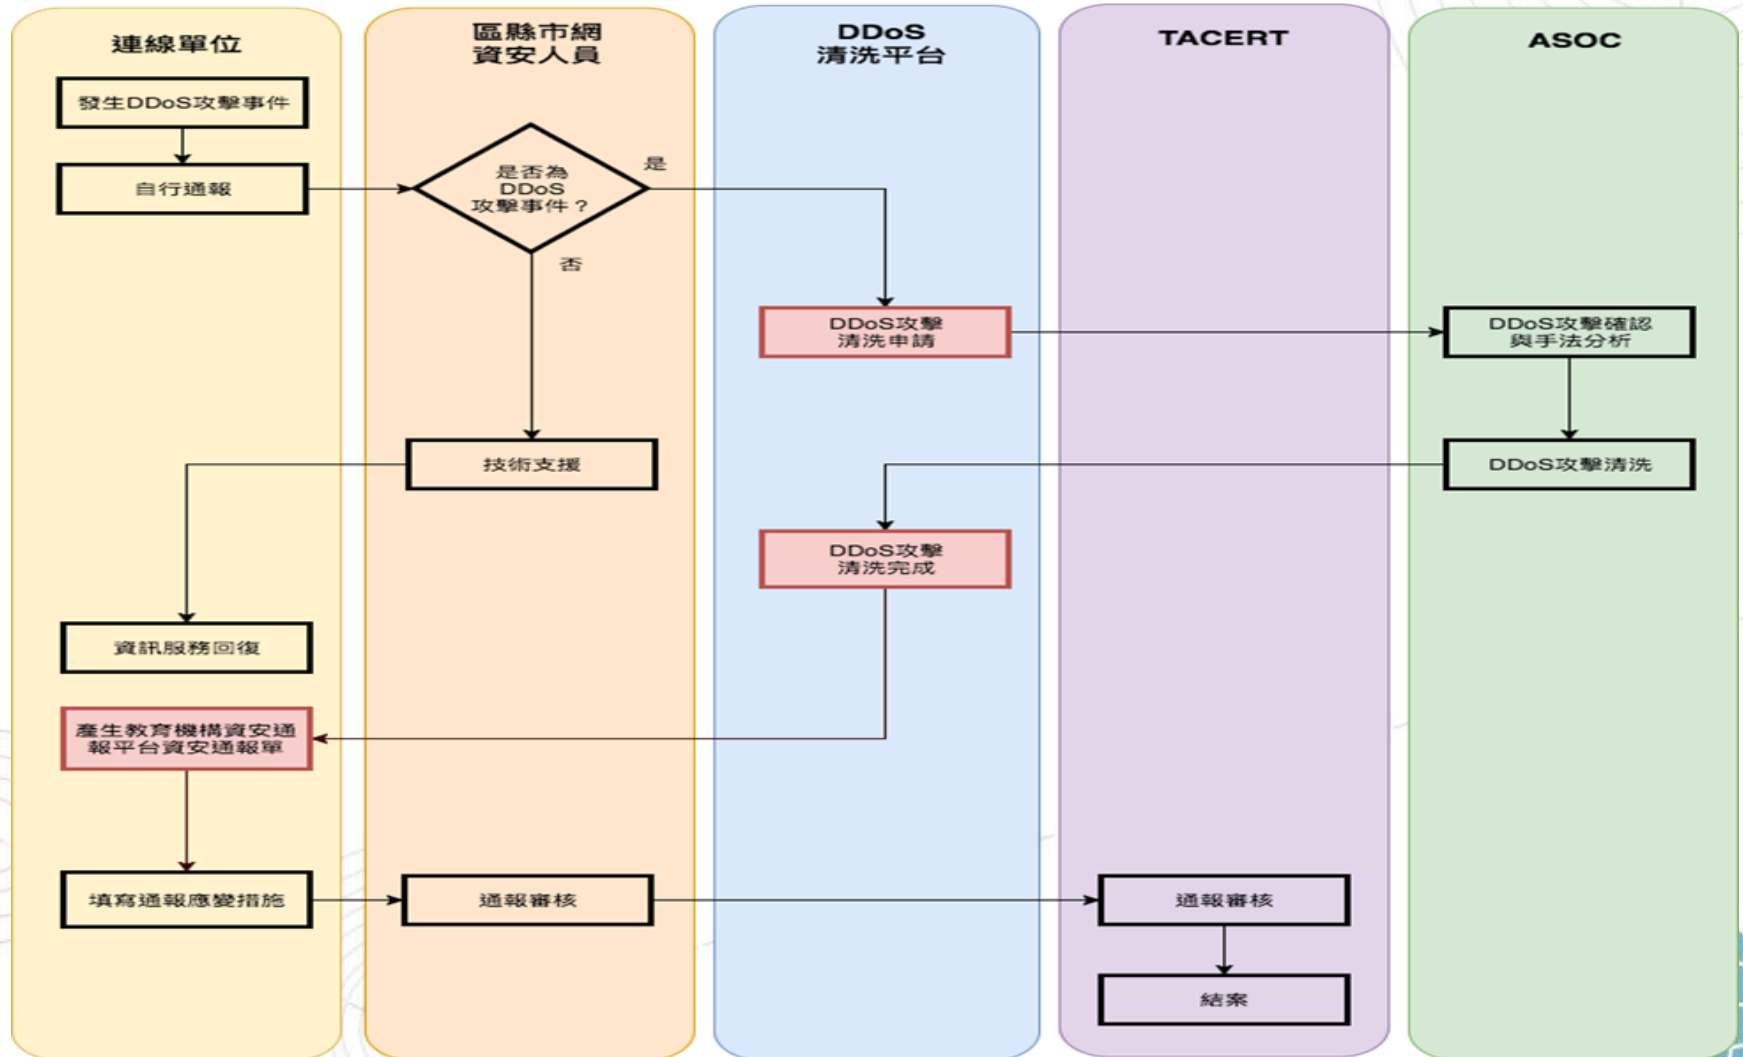 連線單位
區縣市網
資安人員
DDoS
清洗平台
TACERT
ASOC
發生DDoS攻擊事件
自行通報
是否為
DDoS
攻擊事件？
是
否
DDoS攻擊
清洗申請
DDoS攻擊確認
與手法分析
技術支援
DDoS攻擊清洗
DDoS攻擊
清洗完成
資訊服務回復
產生教育機構資安通
報平台資安通報單
填寫通報應變措施
通報審核
通報審核
結案